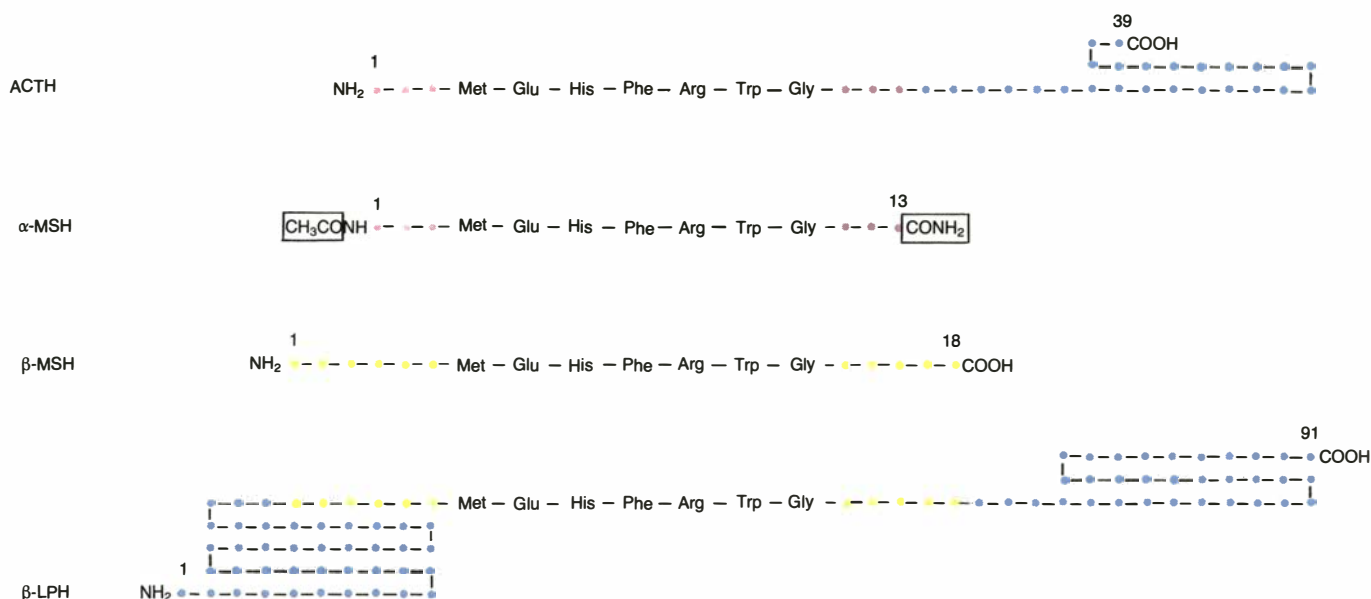 39
COOH
1
ACTH NH₂ Met – Glu – His – Phe – Arg – Trp – Gly
1 13
α-MSH CH₃CO NH Met – Glu – His – Phe – Arg – Trp – Gly CONH₂
1 18
β-MSH NH₂ Met – Glu – His – Phe – Arg – Trp – Gly COOH
91
COOH
Met – Glu – His – Phe – Arg – Trp – Gly
1
β-LPH NH₂